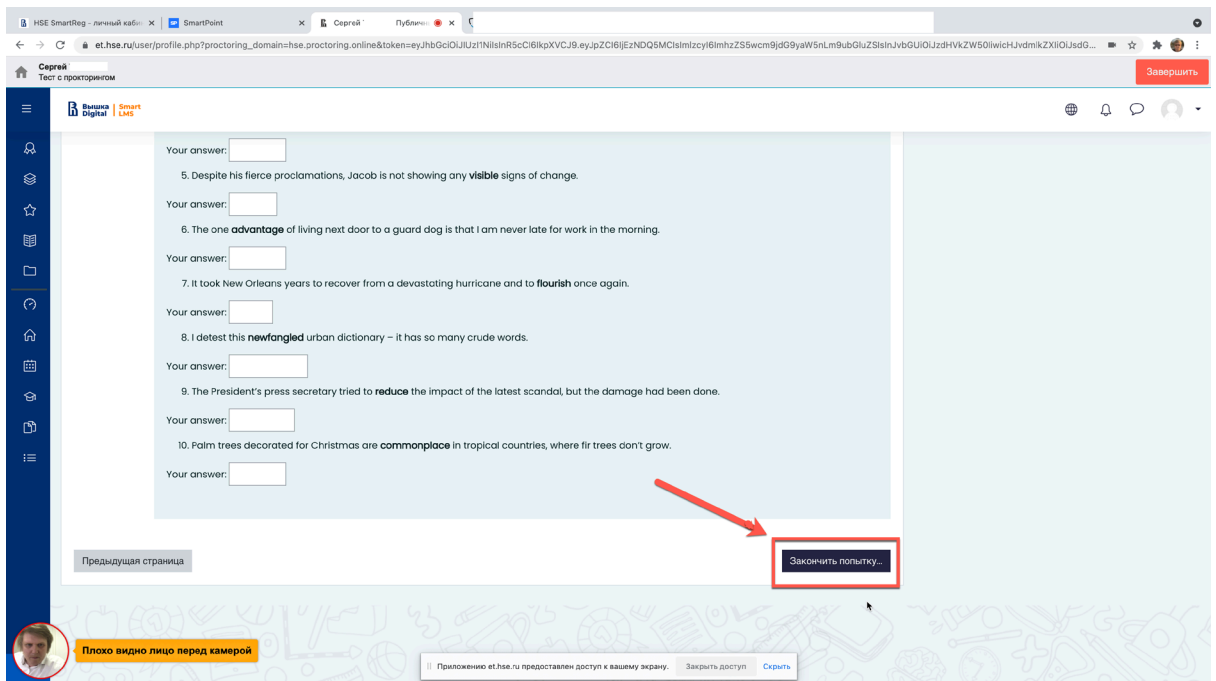 HSE SmartReg - личный каби
SmartPoint
Сергей
Публичн
et.hse.ru/user/profile.php?proctoring_domain=hse.proctoring.online&token=
Сергей
Тест с прокторингом
Завершить
Вышка Digital
Smart LMS
Your answer:
5. Despite his fierce proclamations, Jacob is not showing any visible signs of change.
Your answer:
6. The one advantage of living next door to a guard dog is that I am never late for work in the morning.
Your answer:
7. It took New Orleans years to recover from a devastating hurricane and to flourish once again.
Your answer:
8. I detest this newfangled urban dictionary – it has so many crude words.
Your answer:
9. The President's press secretary tried to reduce the impact of the latest scandal, but the damage had been done.
Your answer:
10. Palm trees decorated for Christmas are commonplace in tropical countries, where fir trees don't grow.
Your answer:
Предыдущая страница
Закончить попытку...
Плохо видно лицо перед камерой
Приложению et.hse.ru предоставлен доступ к вашему экрану.
Закрыть доступ
Скрыть